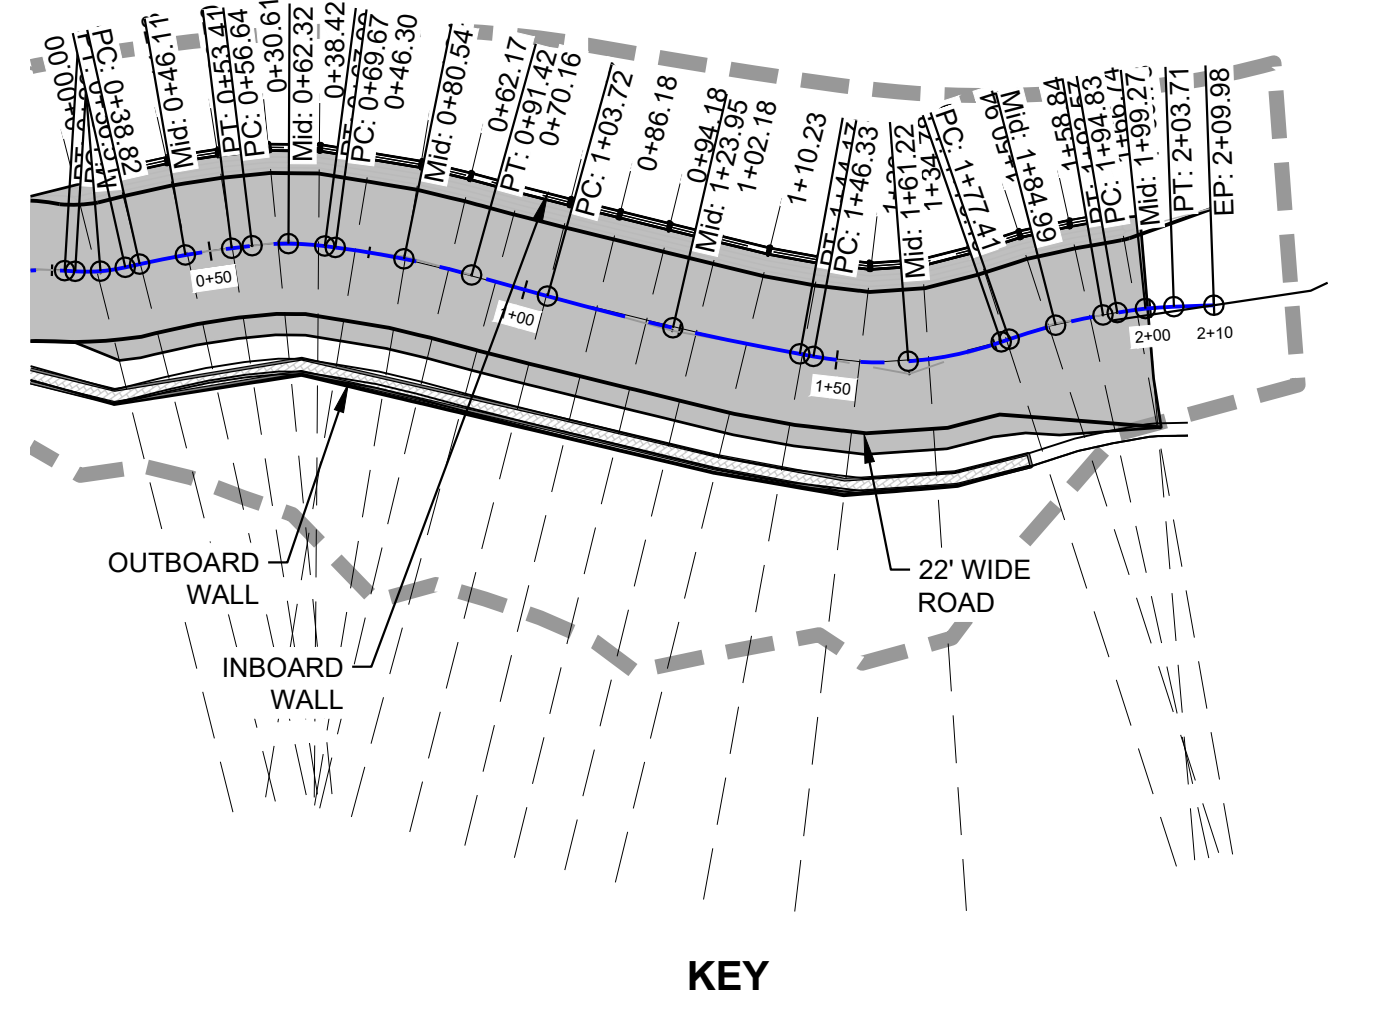 PC: 0+38.82
Mid: 0+46.11
PT: 0+53.41
PC: 0+56.64
0+30.61
Mid: 0+62.32
0+38.42
PC: 0+69.67
0+46.30
Mid: 0+80.54
0+62.17
PT: 0+91.42
0+70.16
PC: 1+03.72
0+86.18
0+94.18
Mid: 1+23.95
1+02.18
1+10.23
PC: 1+46.33
Mid: 1+61.22
PC: 1+77.41
1+50.64
Mid: 1+84.99
1+58.84
PC: 1+94.83
Mid: 1+99.27
PT: 2+03.71
EP: 2+09.98
0+50
1+00
1+50
2+00
2+10
OUTBOARD
WALL
INBOARD
WALL
22' WIDE
ROAD
KEY